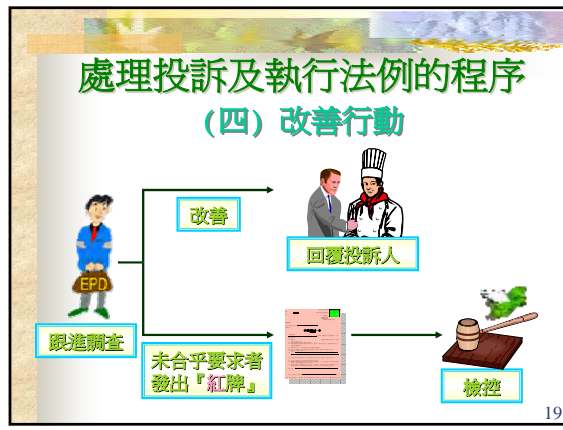 處理投訴及執行法例的程序
(四) 改善行動
改善
回覆投訴人
EPD
跟進調查
未合乎要求者
發出『紅牌』
檢控
19